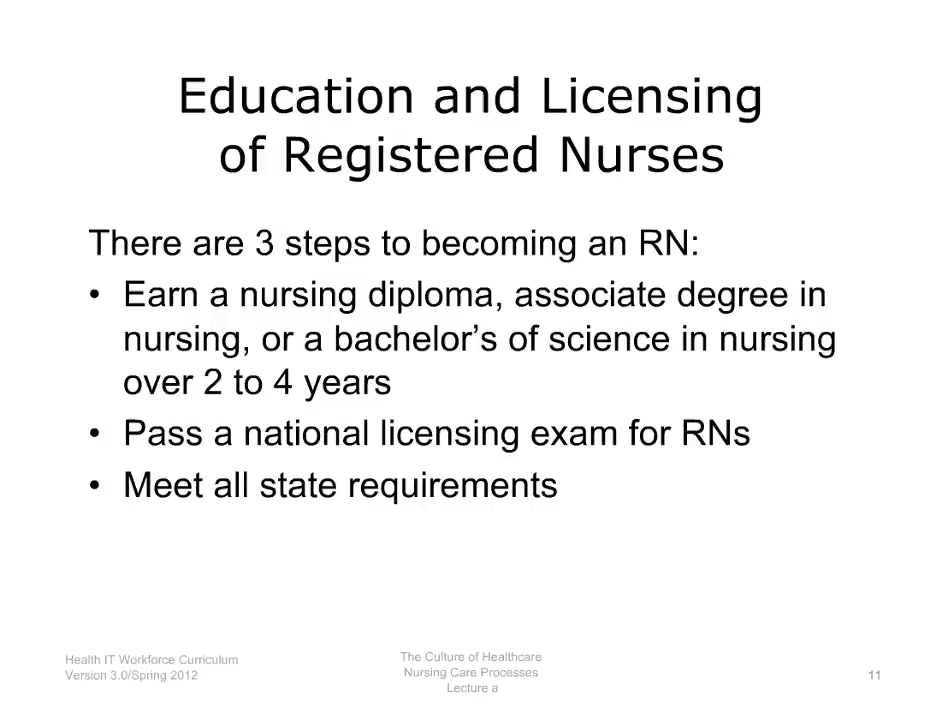 Education and Licensing
of Registered Nurses
There are 3 steps to becoming an RN:
• Earn a nursing diploma, associate degree in
nursing, or a bachelor’s of science in nursing
over 2 to 4 years
• Pass a national licensing exam for RNs
• Meet all state requirements
Health IT Workforce Curriculum
Version 3.0/Spring 2012
The Culture of Healthcare
Nursing Care Processes
Lecture a
11